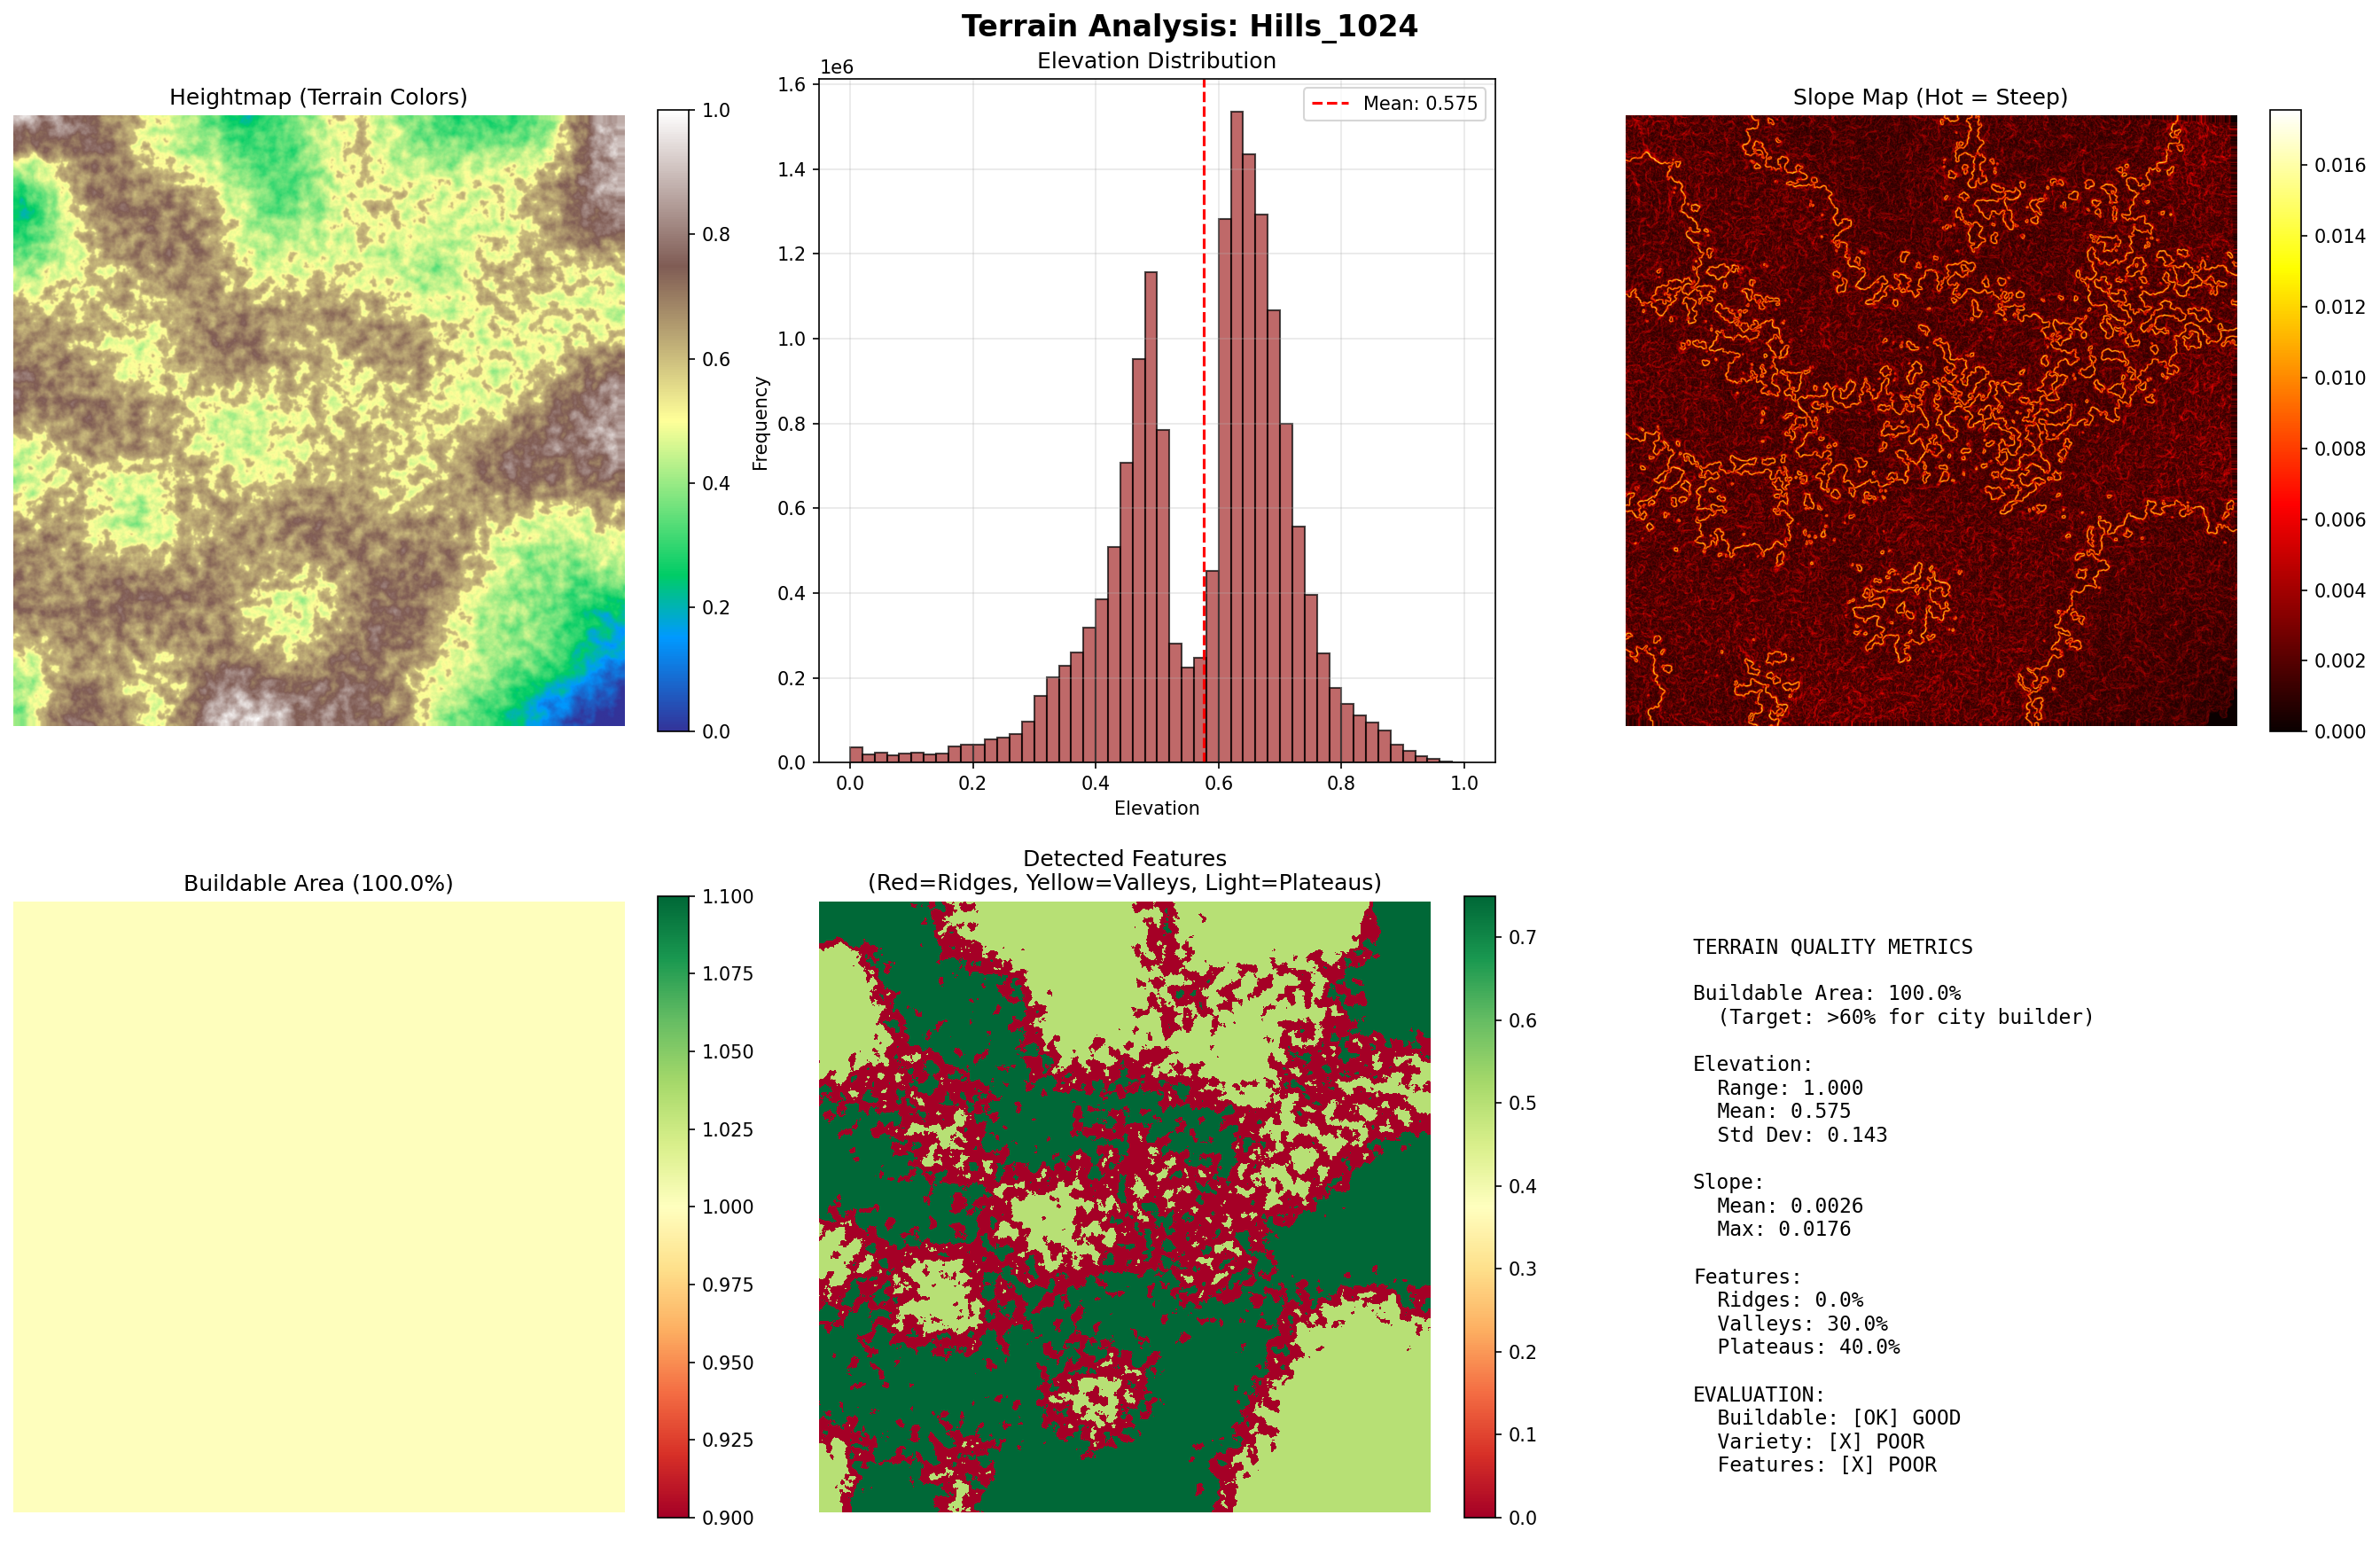 Terrain Analysis: Hills_1024
Heightmap (Terrain Colors)
1.0
0.8
0.6
0.4
0.2
0.0
Elevation Distribution
1e6
1.6
1.4
1.2
1.0
0.8
0.6
0.4
0.2
0.0
Frequency
Mean: 0.575
0.0
0.2
0.4
0.6
0.8
1.0
Elevation
Slope Map (Hot = Steep)
0.016
0.014
0.012
0.010
0.008
0.006
0.004
0.002
0.000
Buildable Area (100.0%)
1.100
1.075
1.050
1.025
1.000
0.975
0.950
0.925
0.900
Detected Features
(Red=Ridges, Yellow=Valleys, Light=Plateaus)
0.7
0.6
0.5
0.4
0.3
0.2
0.1
0.0
TERRAIN QUALITY METRICS
Buildable Area: 100.0%
(Target: >60% for city builder)
Elevation:
Range: 1.000
Mean: 0.575
Std Dev: 0.143
Slope:
Mean: 0.0026
Max: 0.0176
Features:
Ridges: 0.0%
Valleys: 30.0%
Plateaus: 40.0%
EVALUATION:
Buildable: [OK] GOOD
Variety: [X] POOR
Features: [X] POOR